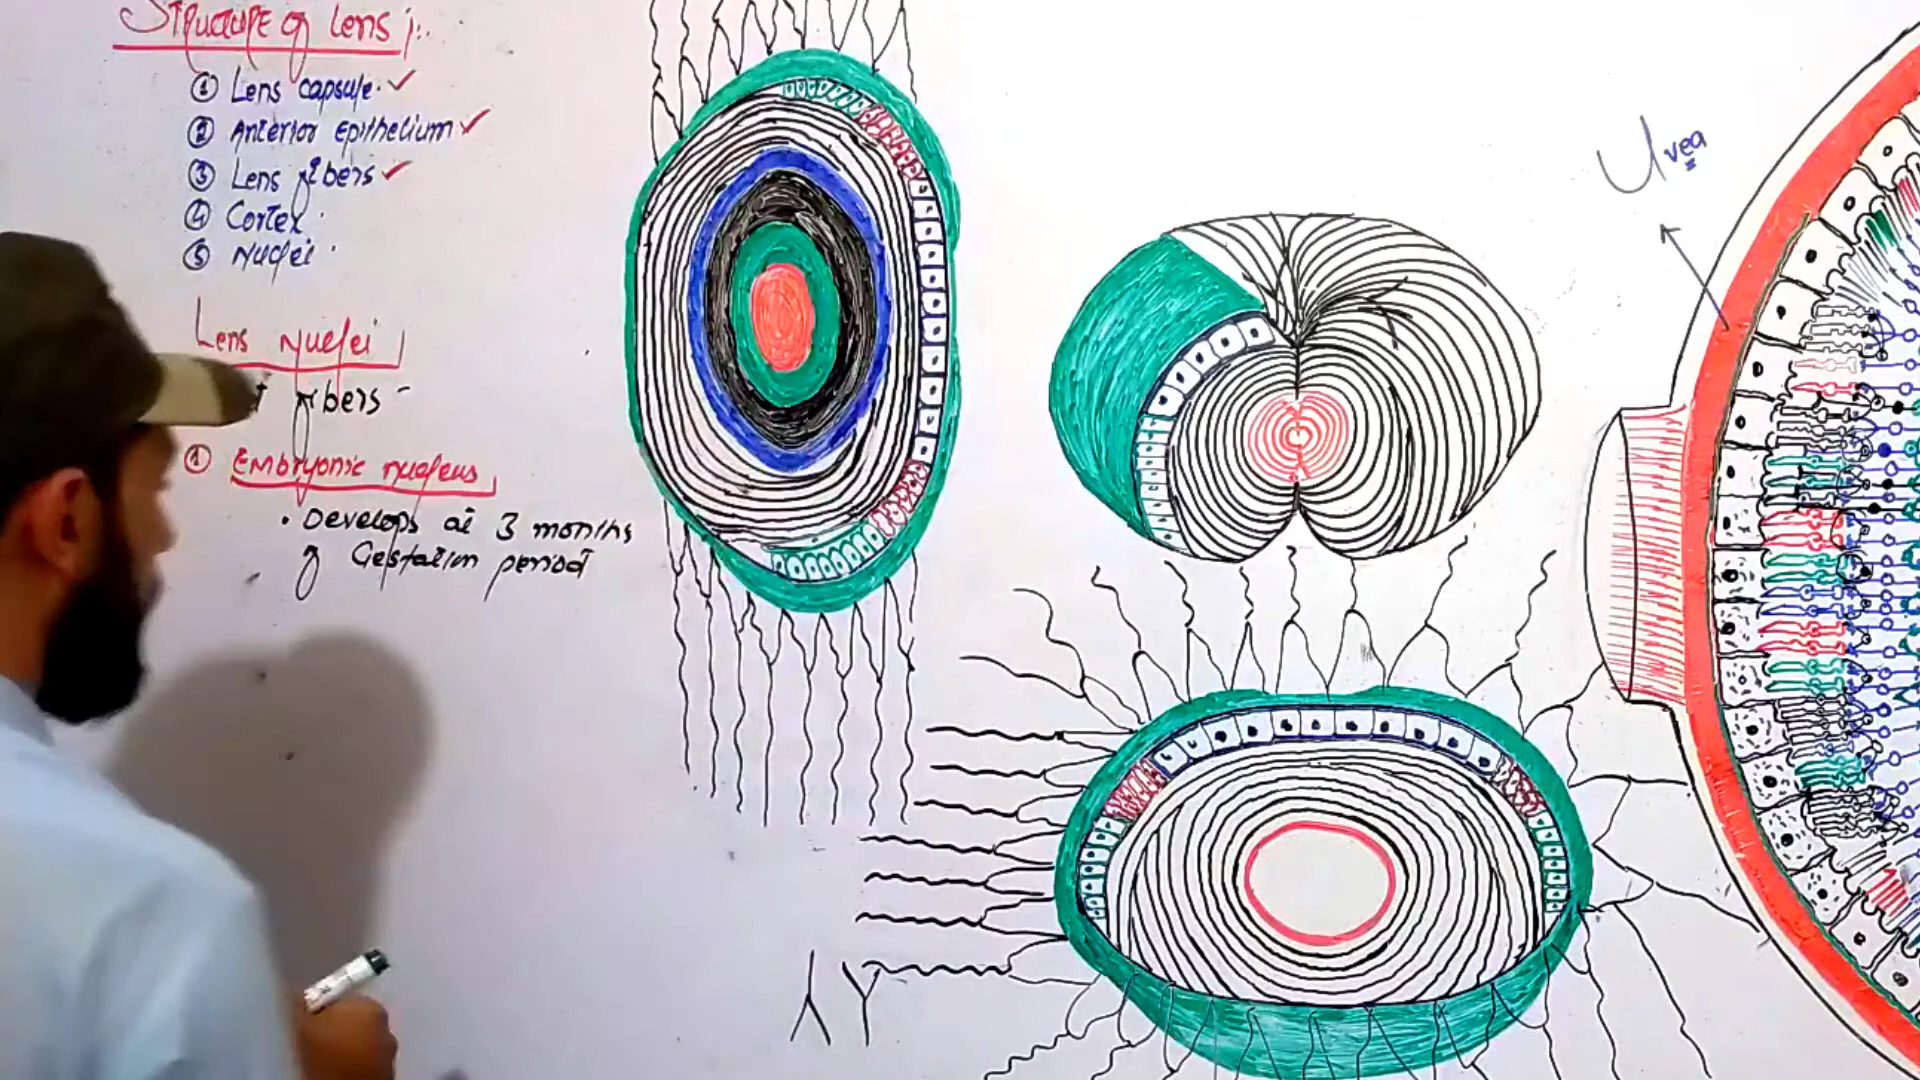 Structure of Lens :
① Lens capsule. ✓
② Anterior Epithelium ✓
③ Lens fibers ✓
④ Cortex
⑤ Nuclei
Lens Nuclei
fibers -
① Embryonic nucleus
• Develops at 3 months
of Gestation period
Uvea